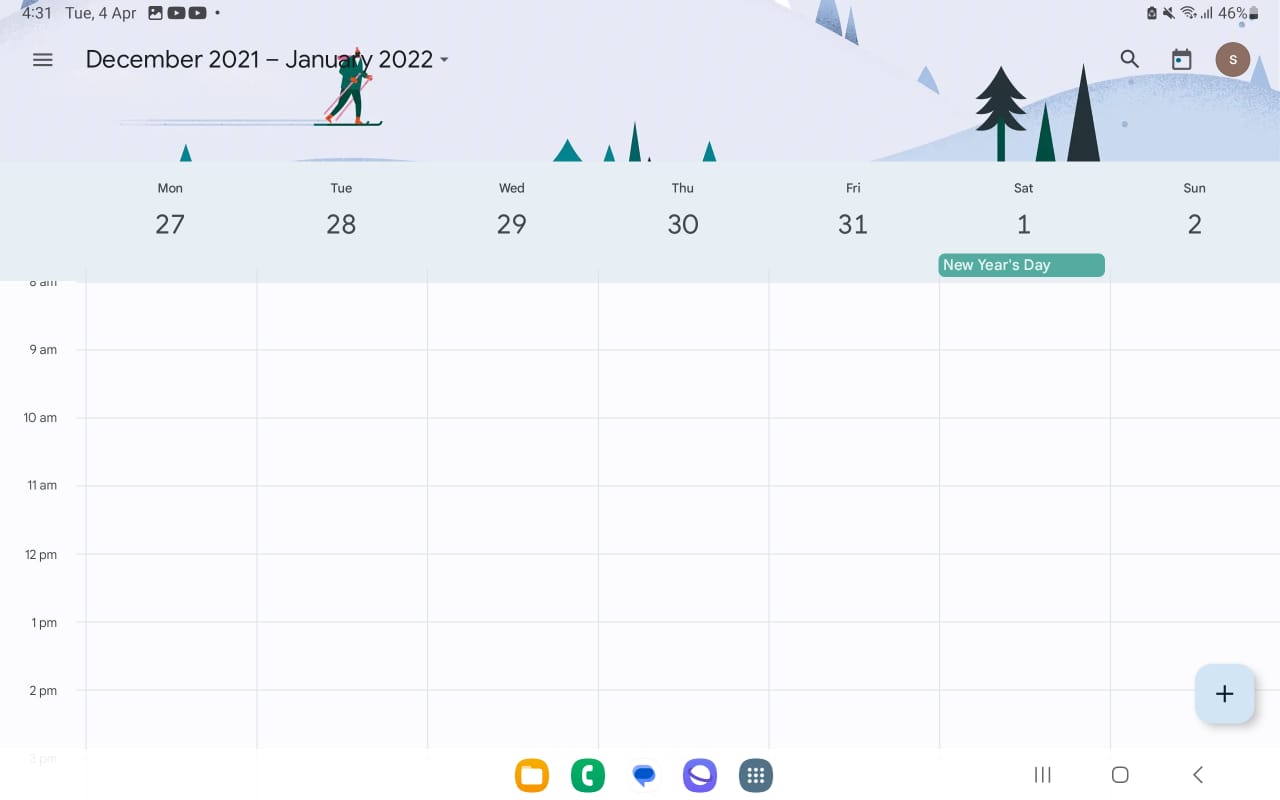 4:31 Tue, 4 Apr 46%
December 2021 – January 2022 S
Mon Tue Wed Thu Fri Sat Sun
27 28 29 30 31 1 2
New Year's Day
8 am
9 am
10 am
11 am
12 pm
1 pm
2 pm
3 pm